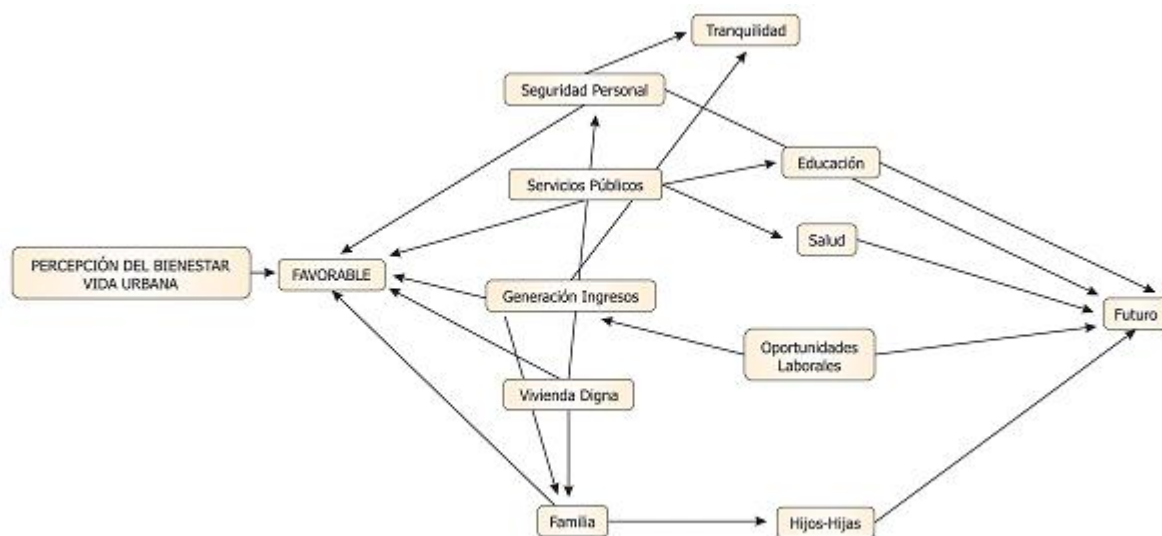 Tranquilidad
Seguridad Personal
Educación
Servicios Públicos
Salud
PERCEPCIÓN DEL BIENESTAR
VIDA URBANA
FAVORABLE
Generación Ingresos
Futuro
Oportunidades
Laborales
Vivienda Digna
Familia
Hijos-Hijas